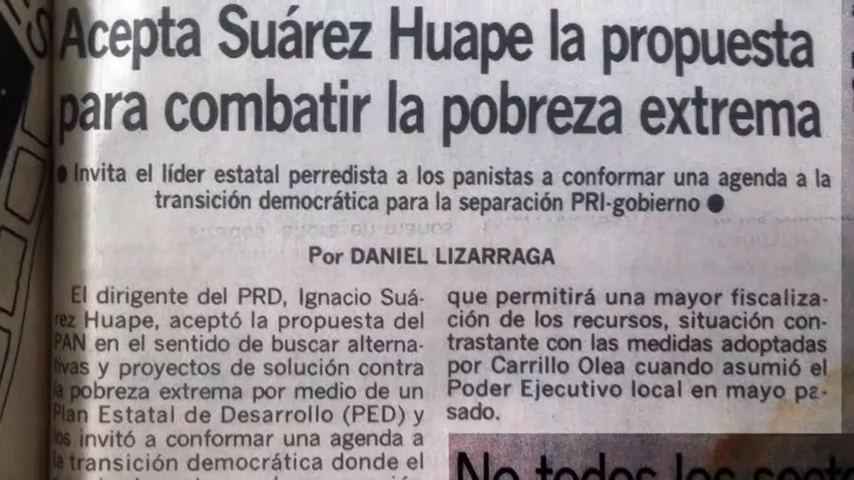 Acepta Suárez Huape la propuesta
para combatir la pobreza extrema
● Invita el líder estatal perredista a los panistas a conformar una agenda a la
transición democrática para la separación PRI-gobierno ●
Por DANIEL LIZARRAGA
El dirigente del PRD, Ignacio Suá-
rez Huape, aceptó la propuesta del
PAN en el sentido de buscar alterna-
tivas y proyectos de solución contra
la pobreza extrema por medio de un
Plan Estatal de Desarrollo (PED) y
los invitó a conformar una agenda a
la transición democrática donde el
que permitirá una mayor fiscaliza-
ción de los recursos, situación con-
trastante con las medidas adoptadas
por Carrillo Olea cuando asumió el
Poder Ejecutivo local en mayo pa-
sado.
No todos los